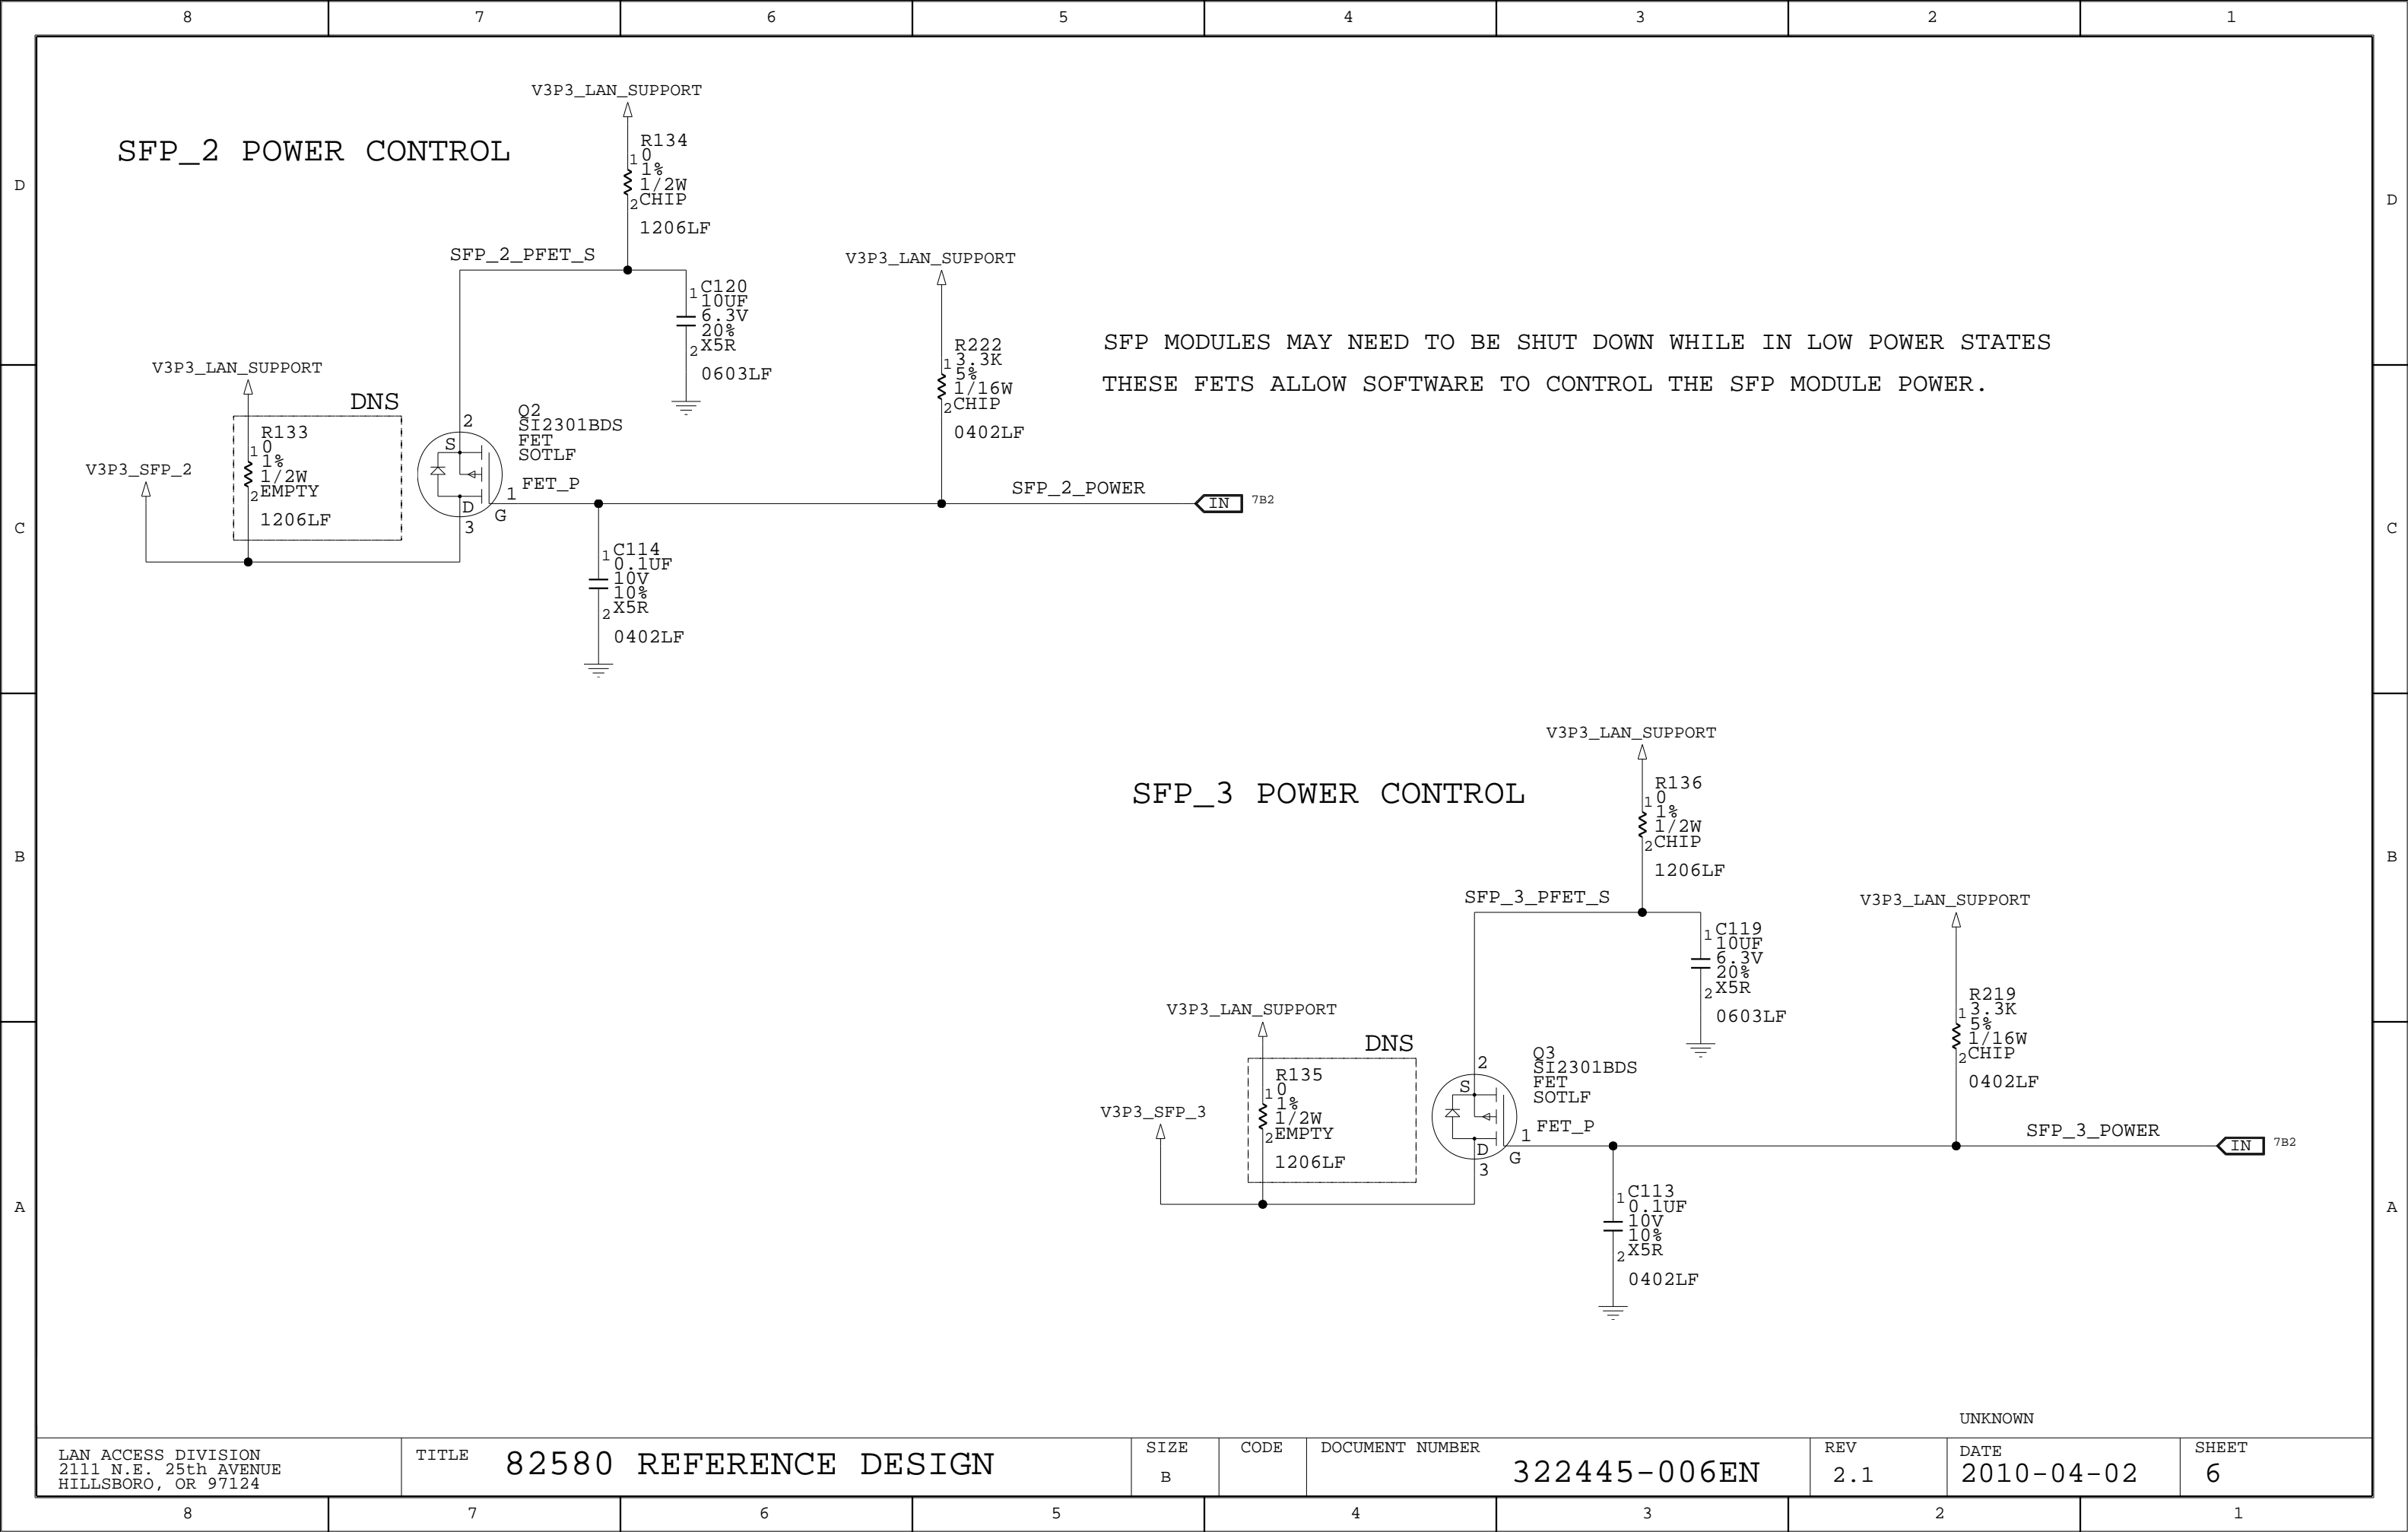 8 7 6 5 4 3 2 1
D
D
C
C
B
B
A
A
SFP_2 POWER CONTROL
V3P3_LAN_SUPPORT
R134
1 0
1%
1/2W
2 CHIP
1206LF
SFP_2_PFET_S
1 C120
10UF
6.3V
20%
2 X5R
0603LF
V3P3_LAN_SUPPORT
R222
1 3.3K
5%
1/16W
2 CHIP
0402LF
SFP MODULES MAY NEED TO BE SHUT DOWN WHILE IN LOW POWER STATES
THESE FETS ALLOW SOFTWARE TO CONTROL THE SFP MODULE POWER.
V3P3_LAN_SUPPORT
DNS
R133
1 0
1%
1/2W
2 EMPTY
1206LF
V3P3_SFP_2
2
S
D
3
G
1
Q2
SI2301BDS
FET
SOTLF
FET_P
SFP_2_POWER
IN 7B2
1 C114
0.1UF
10V
10%
2 X5R
0402LF
SFP_3 POWER CONTROL
V3P3_LAN_SUPPORT
R136
1 0
1%
1/2W
2 CHIP
1206LF
SFP_3_PFET_S
1 C119
10UF
6.3V
20%
2 X5R
0603LF
V3P3_LAN_SUPPORT
R219
1 3.3K
5%
1/16W
2 CHIP
0402LF
V3P3_LAN_SUPPORT
DNS
R135
1 0
1%
1/2W
2 EMPTY
1206LF
V3P3_SFP_3
2
S
D
3
G
1
Q3
SI2301BDS
FET
SOTLF
FET_P
SFP_3_POWER
IN 7B2
1 C113
0.1UF
10V
10%
2 X5R
0402LF
UNKNOWN
LAN ACCESS DIVISION
2111 N.E. 25th AVENUE
HILLSBORO, OR 97124
TITLE 82580 REFERENCE DESIGN
SIZE
B
CODE
DOCUMENT NUMBER
322445-006EN
REV
2.1
DATE
2010-04-02
SHEET
6
8 7 6 5 4 3 2 1